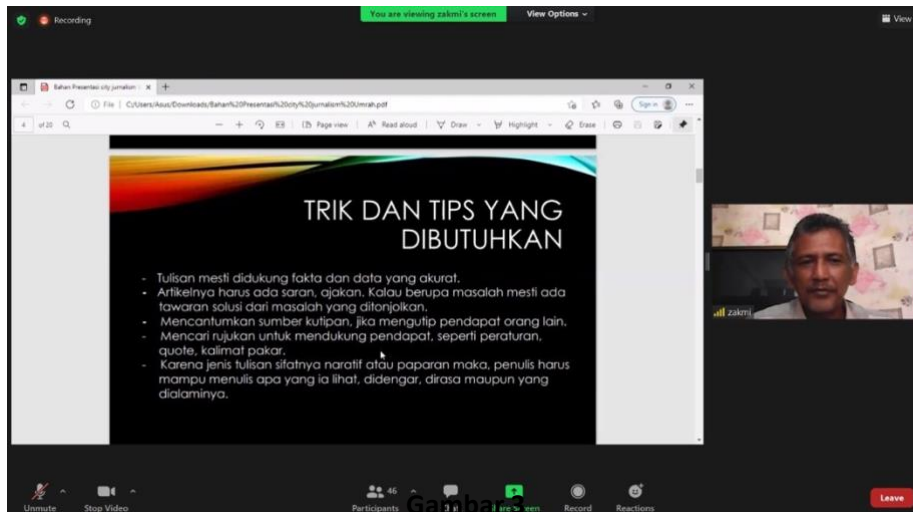 Recording
You are viewing zakmi's screen
View Options
View
Bahan Presentasi city jurnalism
File | C:/Users/Asus/Downloads/Bahan%20Presentasi%20city%20jurnalism%20Umrah.pdf
Sign in
4 of 20
Page view
Read aloud
Draw
Highlight
Erase
TRIK DAN TIPS YANG
DIBUTUHKAN
- Tulisan mesti didukung fakta dan data yang akurat.
- Artikelnya harus ada saran, ajakan. Kalau berupa masalah mesti ada
tawaran solusi dari masalah yang ditonjolkan.
- Mencantumkan sumber kutipan, jika mengutip pendapat orang lain.
- Mencari rujukan untuk mendukung pendapat, seperti peraturan,
quote, kalimat pakar.
- Karena jenis tulisan sifatnya naratif atau paparan maka, penulis harus
mampu menulis apa yang ia lihat, didengar, dirasa maupun yang
dialaminya.
zakmi
Unmute
Stop Video
46
Participants
Chat
Share Screen
Record
Reactions
Leave
Gambar 3